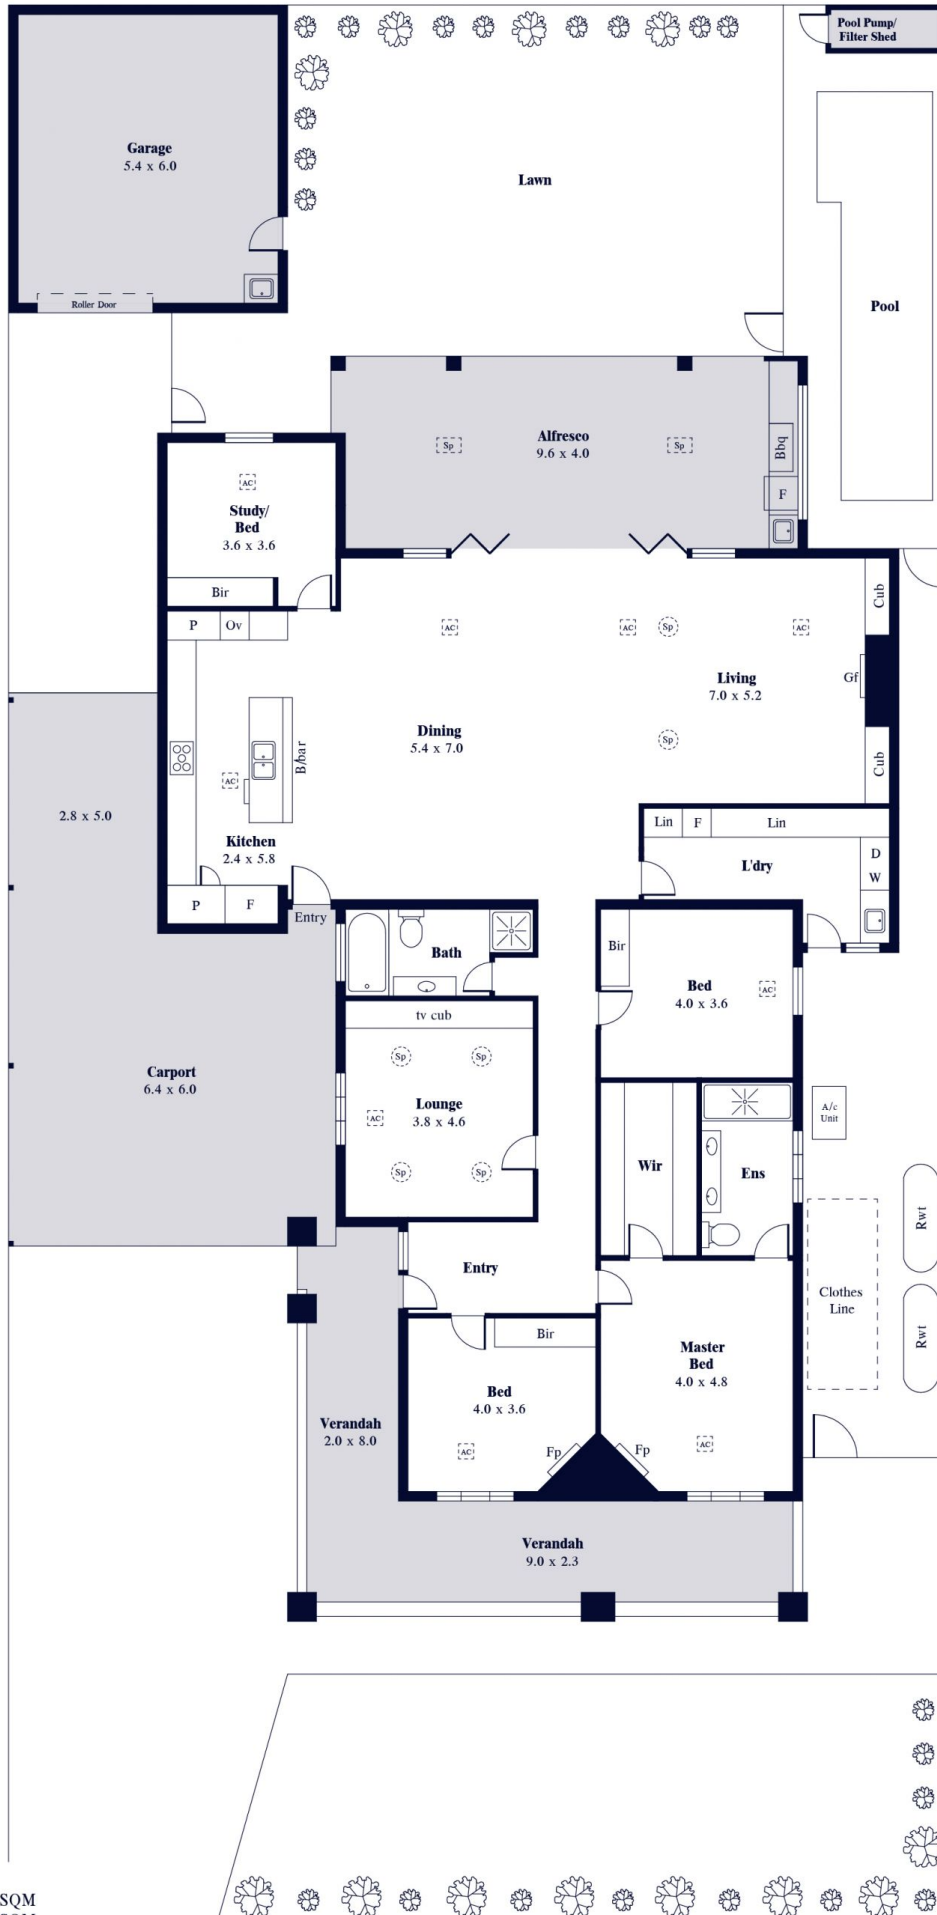 Pool Pump/
Filter Shed
Garage
5.4 x 6.0
Lawn
Roller Door
Pool
Alfresco
9.6 x 4.0
Sp
Sp
Bbq
F
AC
Study/
Bed
3.6 x 3.6
Bir
P
Ov
AC
AC
Sp
AC
Cub
Living
7.0 x 5.2
Gf
Dining
5.4 x 7.0
Sp
B/bar
AC
Cub
2.8 x 5.0
Kitchen
2.4 x 5.8
Lin
F
Lin
L'dry
D
W
P
F
Entry
Bath
Bir
Bed
4.0 x 3.6
AC
tv cub
Sp
Sp
Carport
6.4 x 6.0
Lounge
3.8 x 4.6
AC
A/c
Unit
Sp
Sp
Wir
Ens
Rwt
Entry
Clothes
Line
Rwt
Bir
Master
Bed
4.0 x 4.8
Bed
4.0 x 3.6
Verandah
2.0 x 8.0
AC
Fp
Fp
AC
Verandah
9.0 x 2.3
SQM